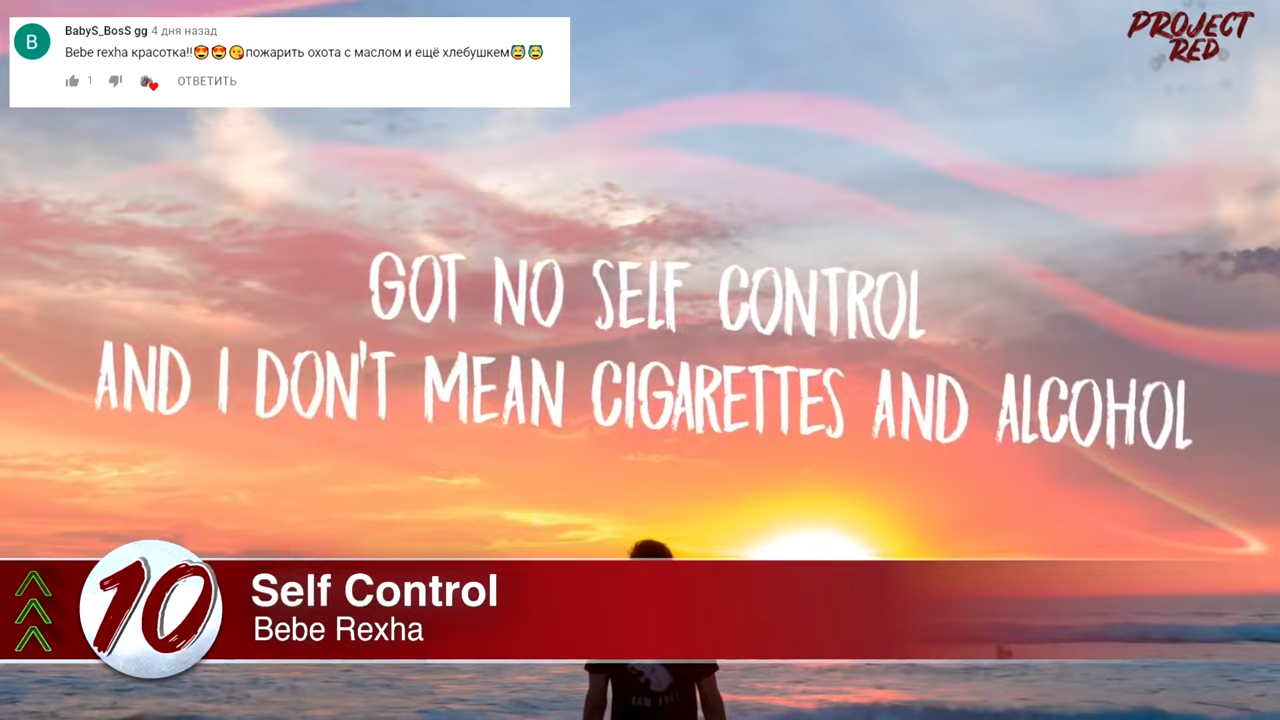 BabyS_BosS gg 4 дня назад
Bebe rexha красотка!!😍😍😘пожарить охота с маслом и ещё хлебушкем😅😅
1 ОТВЕТИТЬ
PROJECT
RED
GOT NO SELF CONTROL
AND I DON'T MEAN CIGARETTES AND ALCOHOL
10
Self Control
Bebe Rexha